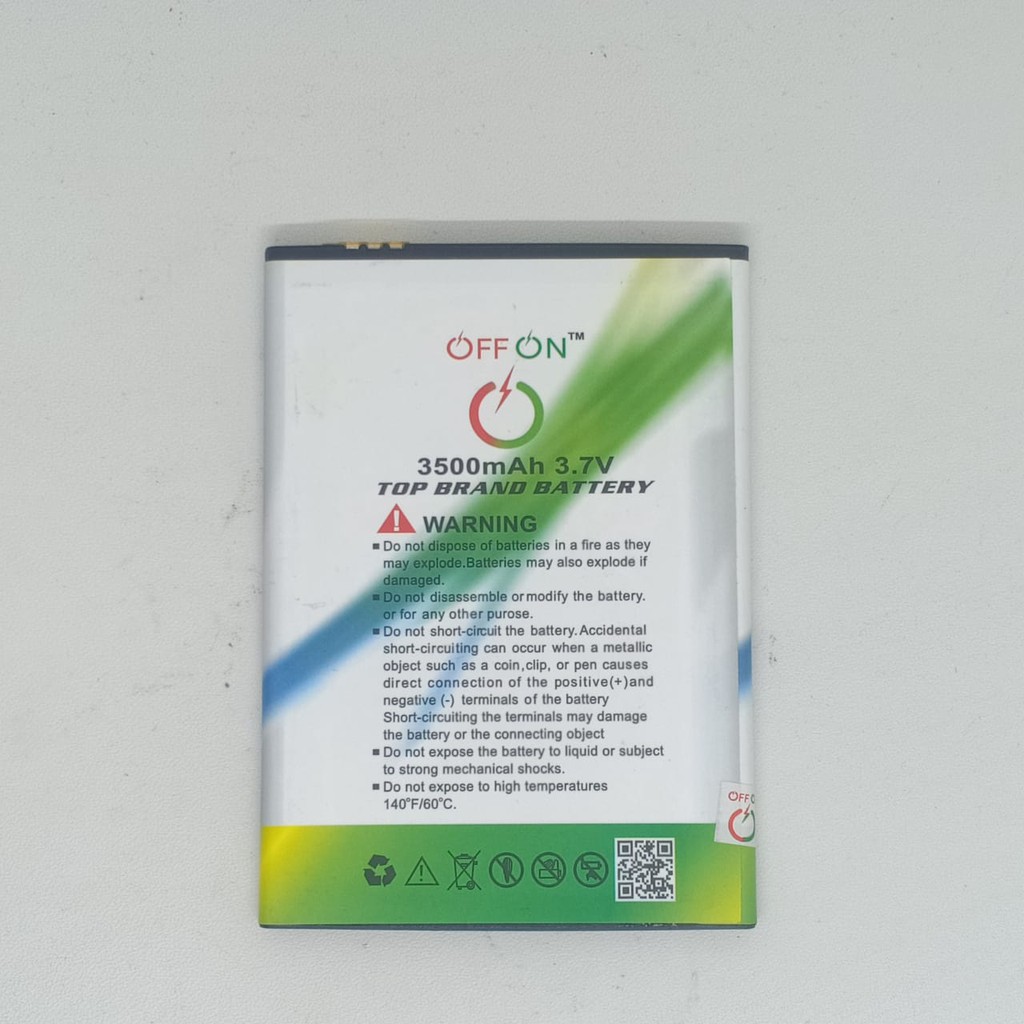 OFF ON™
3500mAh 3.7V
TOP BRAND BATTERY
WARNING
▪ Do not dispose of batteries in a fire as they
may explode.Batteries may also explode if
damaged.
▪ Do not disassemble or modify the battery.
or for any other purose.
▪ Do not short-circuit the battery. Accidental
short-circuiting can occur when a metallic
object such as a coin,clip, or pen causes
direct connection of the positive(+)and
negative (-) terminals of the battery
Short-circuiting the terminals may damage
the battery or the connecting object
▪ Do not expose the battery to liquid or subject
to strong mechanical shocks.
▪ Do not expose to high temperatures
140°F/60°C.
OFF